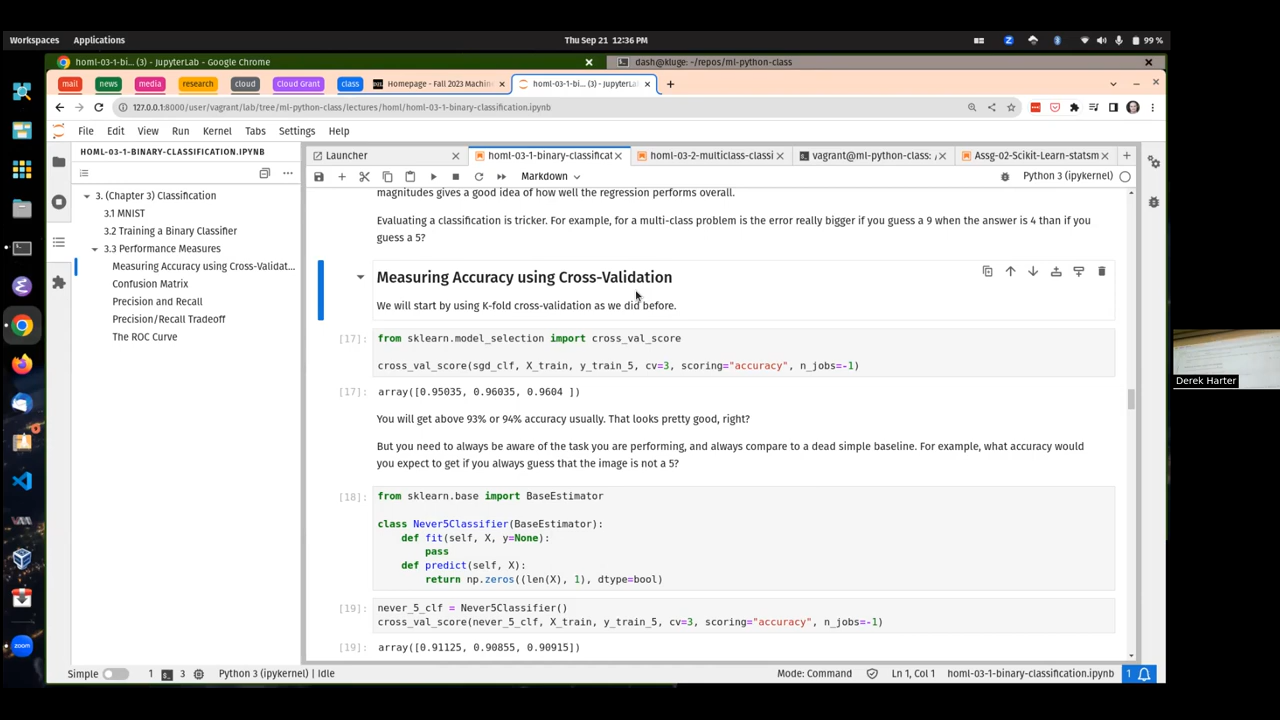 Workspaces Applications Thu Sep 21 12:36 PM 99 %
homl-03-1-bi... (3) - JupyterLab - Google Chrome dash@kluge: ~/repos/ml-python-class
mail news media research cloud Cloud Grant class Homepage - Fall 2023 Machin homl-03-1-bi... (3) - JupyterLab
127.0.0.1:8000/user/vagrant/lab/tree/ml-python-class/lectures/homl/homl-03-1-binary-classification.ipynb
File Edit View Run Kernel Tabs Settings Help
HOML-03-1-BINARY-CLASSIFICATION.IPYNB
Launcher homl-03-1-binary-classificat homl-03-2-multiclass-classi vagrant@ml-python-class: / Assg-02-Scikit-Learn-statsm
Markdown Python 3 (ipykernel)
3. (Chapter 3) Classification
3.1 MNIST
3.2 Training a Binary Classifier
3.3 Performance Measures
Measuring Accuracy using Cross-Validat...
Confusion Matrix
Precision and Recall
Precision/Recall Tradeoff
The ROC Curve
magnitudes gives a good idea of how well the regression performs overall.
Evaluating a classification is tricker. For example, for a multi-class problem is the error really bigger if you guess a 9 when the answer is 4 than if you
guess a 5?
Measuring Accuracy using Cross-Validation
We will start by using K-fold cross-validation as we did before.
[17]: from sklearn.model_selection import cross_val_score
cross_val_score(sgd_clf, X_train, y_train_5, cv=3, scoring="accuracy", n_jobs=-1)
[17]: array([0.95035, 0.96035, 0.9604 ])
You will get above 93% or 94% accuracy usually. That looks pretty good, right?
But you need to always be aware of the task you are performing, and always compare to a dead simple baseline. For example, what accuracy would
you expect to get if you always guess that the image is not a 5?
[18]: from sklearn.base import BaseEstimator
class Never5Classifier(BaseEstimator):
def fit(self, X, y=None):
pass
def predict(self, X):
return np.zeros((len(X), 1), dtype=bool)
[19]: never_5_clf = Never5Classifier()
cross_val_score(never_5_clf, X_train, y_train_5, cv=3, scoring="accuracy", n_jobs=-1)
[19]: array([0.91125, 0.90855, 0.90915])
Simple 1 3 Python 3 (ipykernel) | Idle Mode: Command Ln 1, Col 1 homl-03-1-binary-classification.ipynb 1
Derek Harter
zoom